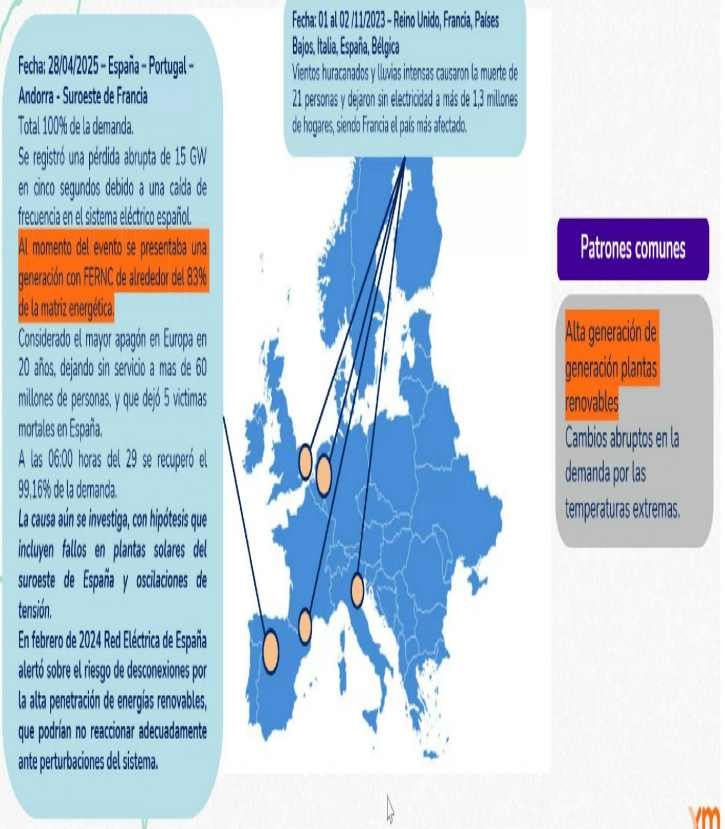 Fecha: 28/04/2025 – España – Portugal –
Andorra - Suroeste de Francia
Total 100% de la demanda.
Se registró una pérdida abrupta de 15 GW
en cinco segundos debido a una caída de
frecuencia en el sistema eléctrico español.
Al momento del evento se presentaba una
generación con FERNC de alrededor del 83%
de la matriz energética.
Considerado el mayor apagón en Europa en
20 años, dejando sin servicio a mas de 60
millones de personas, y que dejó 5 victimas
mortales en España.
A las 06:00 horas del 29 se recuperó el
99,16% de la demanda.
La causa aún se investiga, con hipótesis que
incluyen fallos en plantas solares del
suroeste de España y oscilaciones de
tensión.
En febrero de 2024 Red Eléctrica de España
alertó sobre el riesgo de desconexiones por
la alta penetración de energías renovables,
que podrían no reaccionar adecuadamente
ante perturbaciones del sistema.
Fecha: 01 al 02 /11/2023 – Reino Unido, Francia, Países
Bajos, Italia, España, Bélgica
Vientos huracanados y lluvias intensas causaron la muerte de
21 personas y dejaron sin electricidad a más de 1,3 millones
de hogares, siendo Francia el país más afectado.
Patrones comunes
Alta generación de
generación plantas
renovables
Cambios abruptos en la
demanda por las
temperaturas extremas.
xm